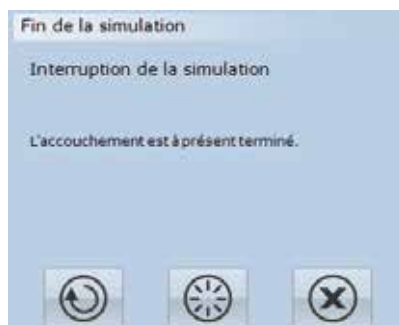 Fin de la simulation
Interruption de la simulation
L'accouchement est à présent terminé.